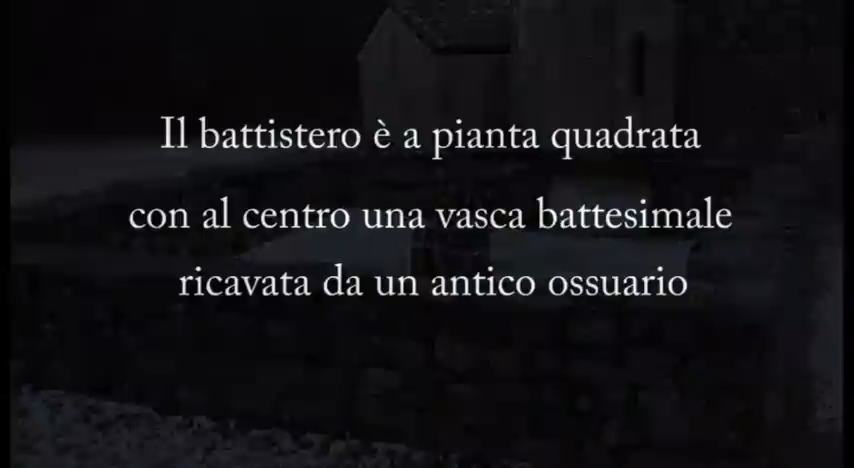 Il battistero è a pianta quadrata
con al centro una vasca battesimale
ricavata da un antico ossuario